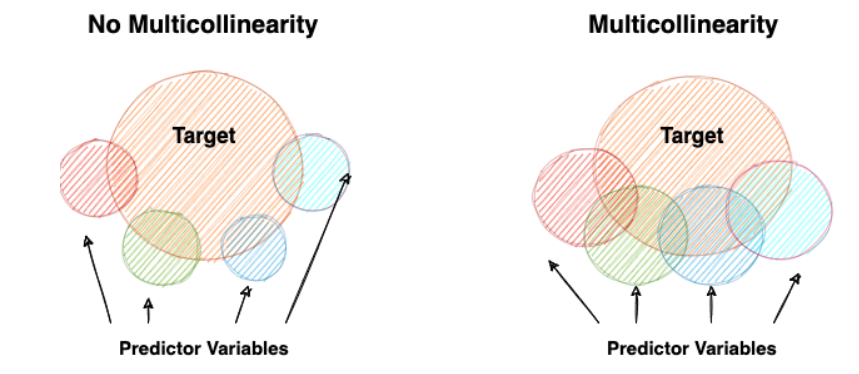 No Multicollinearity
Multicollinearity
Target
Target
Predictor Variables
Predictor Variables